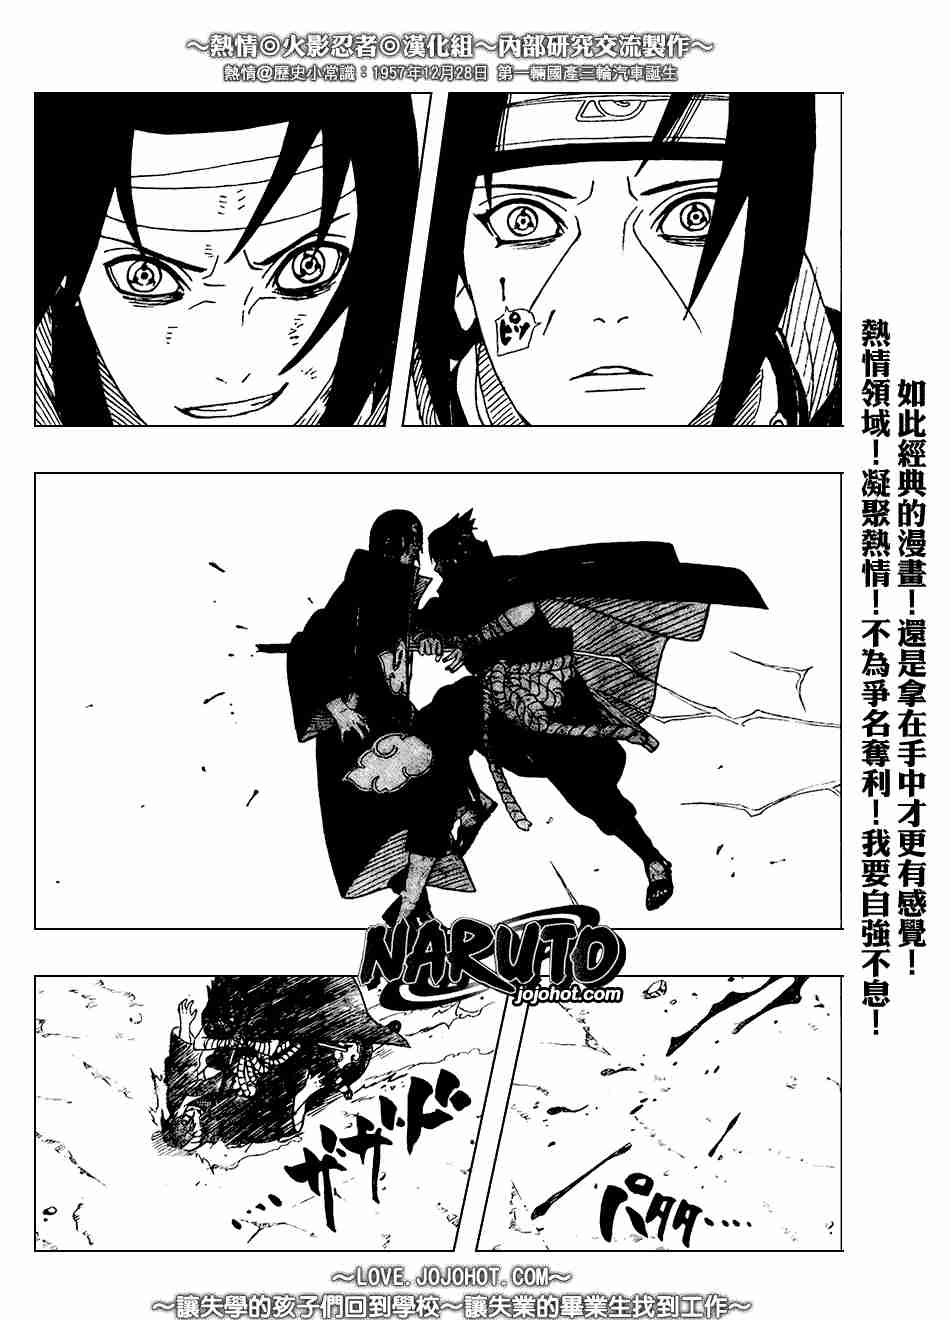 ～熱情◎火影忍者◎漢化組～內部研究交流製作～
熱情@歷史小常識：1957年12月28日 第一輛國產三輪汽車誕生
ピッ
如此經典的漫畫！還是拿在手中才更有感覺！
熱情領域！凝聚熱情！不為爭名奪利！我要自強不息！
NARUTO
jojohot.com
ザザザド…
パタタ….
～LOVE.JOJOHOT.COM～
～讓失學的孩子們回到學校～讓失業的畢業生找到工作～